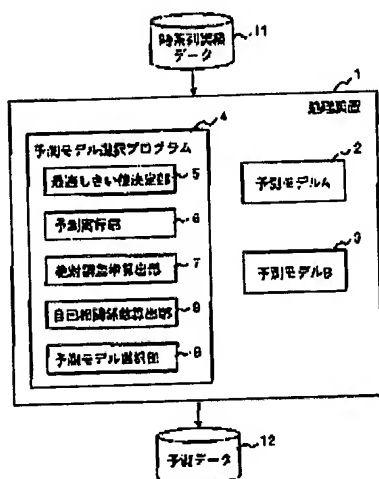 11
時系列実績
データ
1
処理装置
4
予測モデル選択プログラム
最適しきい値決定部 5
予測実行部 6
絶対誤差率算出部 7
自己相関係数算出部 8
予測モデル選択部 9
2
予測モデルA
3
予測モデルB
予測データ
12